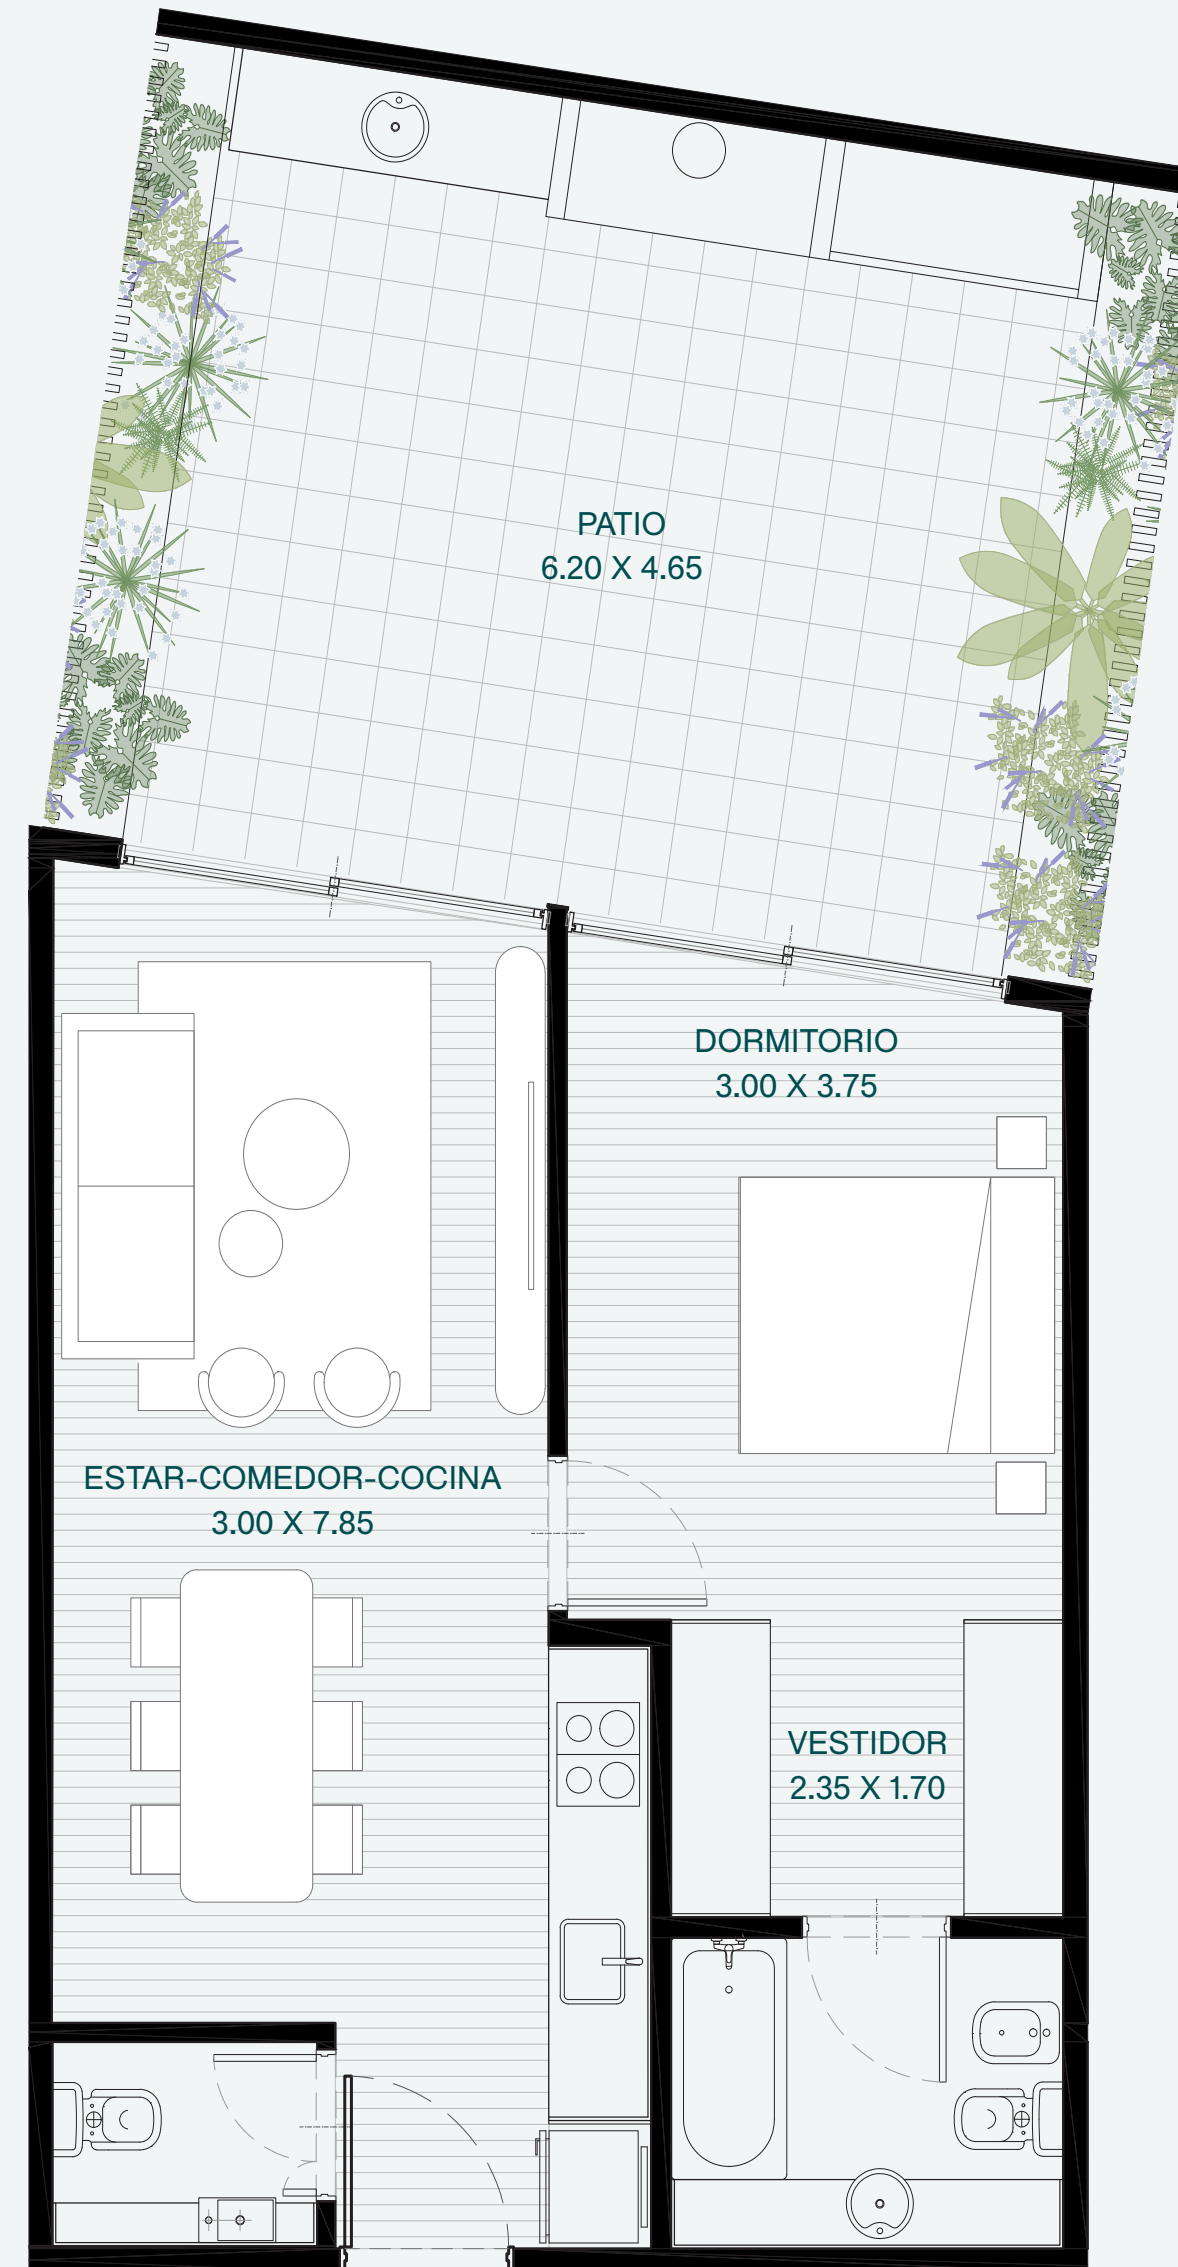 PATIO
6.20 X 4.65
DORMITORIO
3.00 X 3.75
ESTAR-COMEDOR-COCINA
3.00 X 7.85
VESTIDOR
2.35 X 1.70